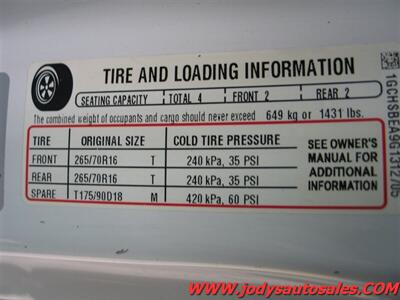 TIRE AND LOADING INFORMATION
SEATING CAPACITY TOTAL 4 FRONT 2 REAR 2
The combined weight of occupants and cargo should never exceed 649 kg or 1431 lbs.
TIRE ORIGINAL SIZE COLD TIRE PRESSURE
FRONT 265/70R16 T 240 kPa, 35 PSI
REAR 265/70R16 T 240 kPa, 35 PSI
SPARE T175/90D18 M 420 kPa, 60 PSI
SEE OWNER'S
MANUAL FOR
ADDITIONAL
INFORMATION
1GCHSBEA9G1312705
WWW.jodysautosales.COM